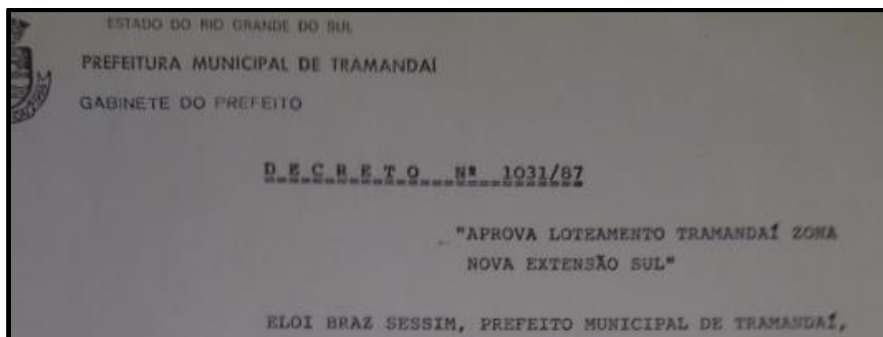 ESTADO DO RIO GRANDE DO SUL
PREFEITURA MUNICIPAL DE TRAMANDAÍ
GABINETE DO PREFEITO
D E C R E T O Nº 1031/87
"APROVA LOTEAMENTO TRAMANDAÍ ZONA
NOVA EXTENSÃO SUL"
ELOI BRAZ SESSIM, PREFEITO MUNICIPAL DE TRAMANDAÍ,